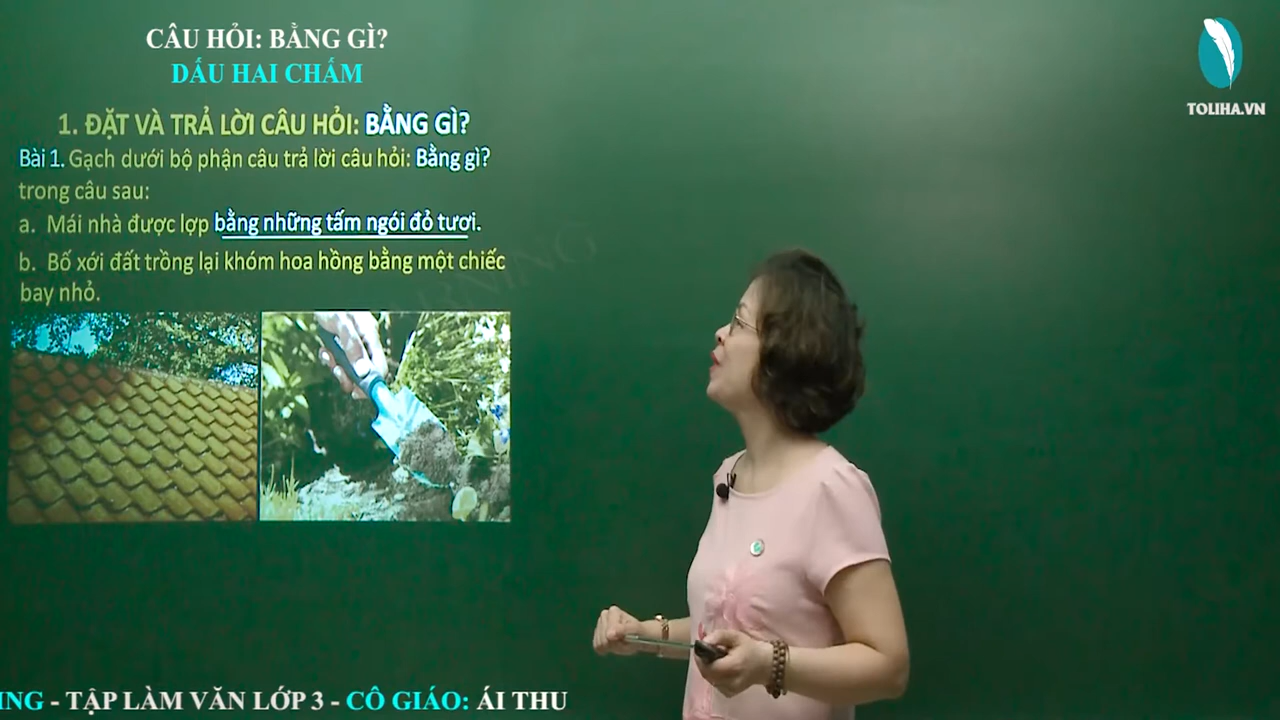 CÂU HỎI: BẰNG GÌ?
DẤU HAI CHẤM
TOLIHA.VN
1. ĐẶT VÀ TRẢ LỜI CÂU HỎI: BẰNG GÌ?
Bài 1. Gạch dưới bộ phận câu trả lời câu hỏi: Bằng gì?
trong câu sau:
a. Mái nhà được lợp bằng những tấm ngói đỏ tươi.
b. Bố xới đất trồng lại khóm hoa hồng bằng một chiếc
bay nhỏ.
ING - TẬP LÀM VĂN LỚP 3 - CÔ GIÁO: ÁI THU